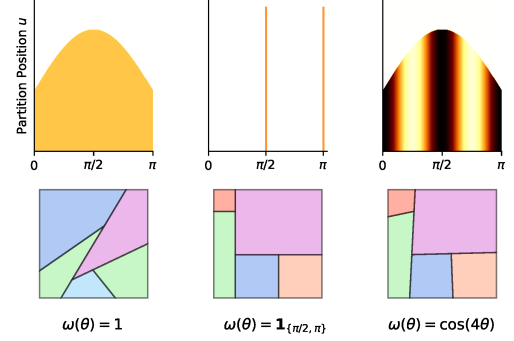 Partition Position u
0 π/2 π
0 π/2 π
0 π/2 π
ω(θ) = 1
ω(θ) = 1{π/2, π}
ω(θ) = cos(4θ)